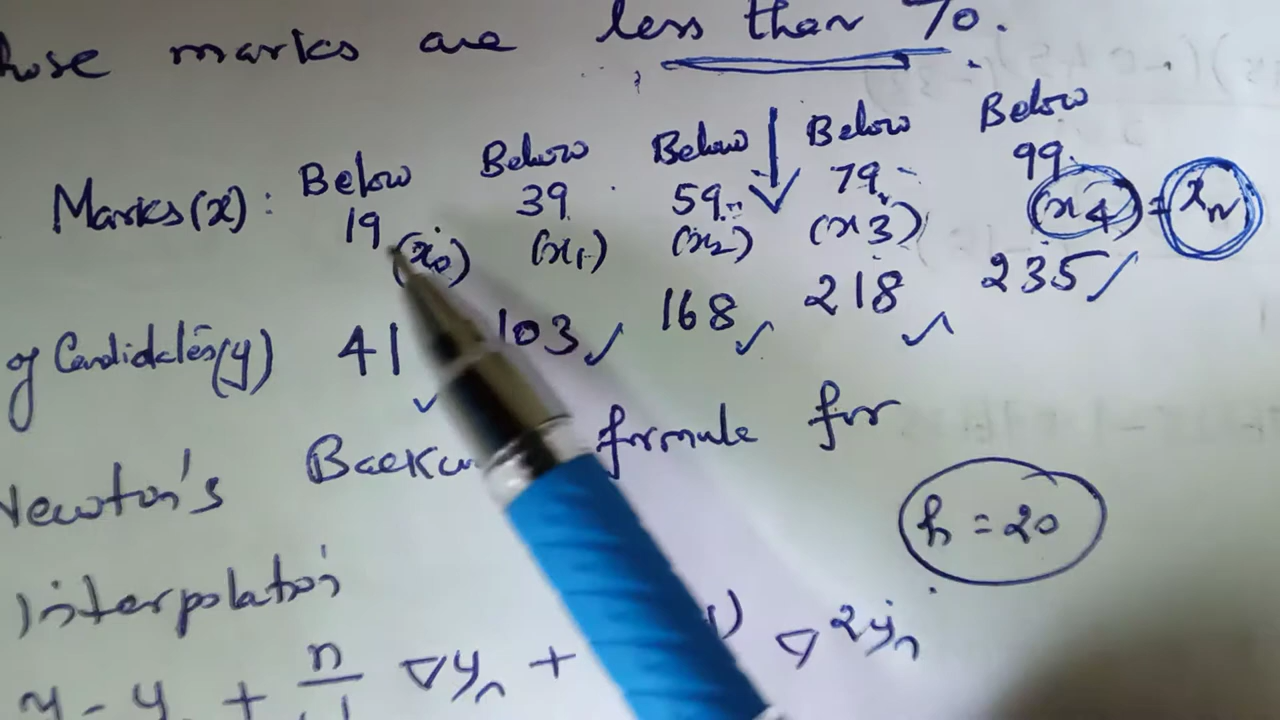 hose marks are less than 70.
Marks(x): Below 19 (x₀) Below 39 (x₁) Below 59 (x₂) Below 79 (x3) Below 99 (x4) = xₙ
of Candidates(y) 41 103 168 218 235
Newton's formula for
h = 20
Interpolation
+ n ∇yₙ + ∇²yₙ